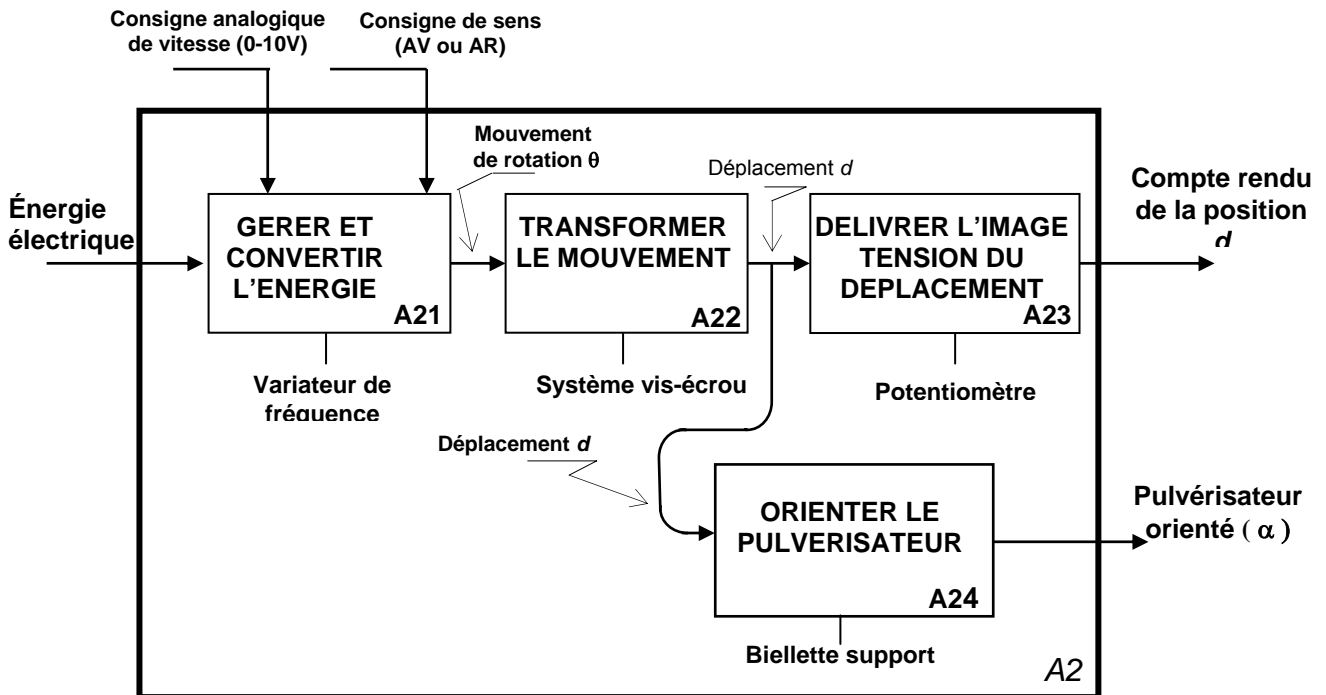 Consigne analogique
de vitesse (0-10V)
Consigne de sens
(AV ou AR)
Mouvement
de rotation θ
Déplacement d
Énergie
électrique
GERER ET
CONVERTIR
L'ENERGIE
A21
TRANSFORMER
LE MOUVEMENT
A22
DELIVRER L'IMAGE
TENSION DU
DEPLACEMENT
A23
Compte rendu
de la position
d
Variateur de
fréquence
Système vis-écrou
Potentiomètre
Déplacement d
ORIENTER LE
PULVERISATEUR
A24
Pulvérisateur
orienté ( α )
Biellette support
A2